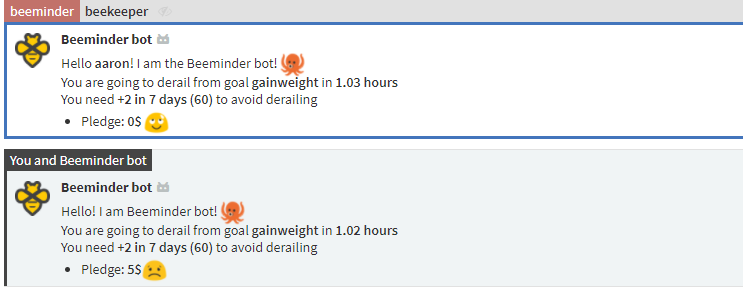 beeminder beekeeper
Beeminder bot
Hello aaron! I am the Beeminder bot!
You are going to derail from goal gainweight in 1.03 hours
You need +2 in 7 days (60) to avoid derailing
• Pledge: 0$
You and Beeminder bot
Beeminder bot
Hello! I am Beeminder bot!
You are going to derail from goal gainweight in 1.02 hours
You need +2 in 7 days (60) to avoid derailing
• Pledge: 5$